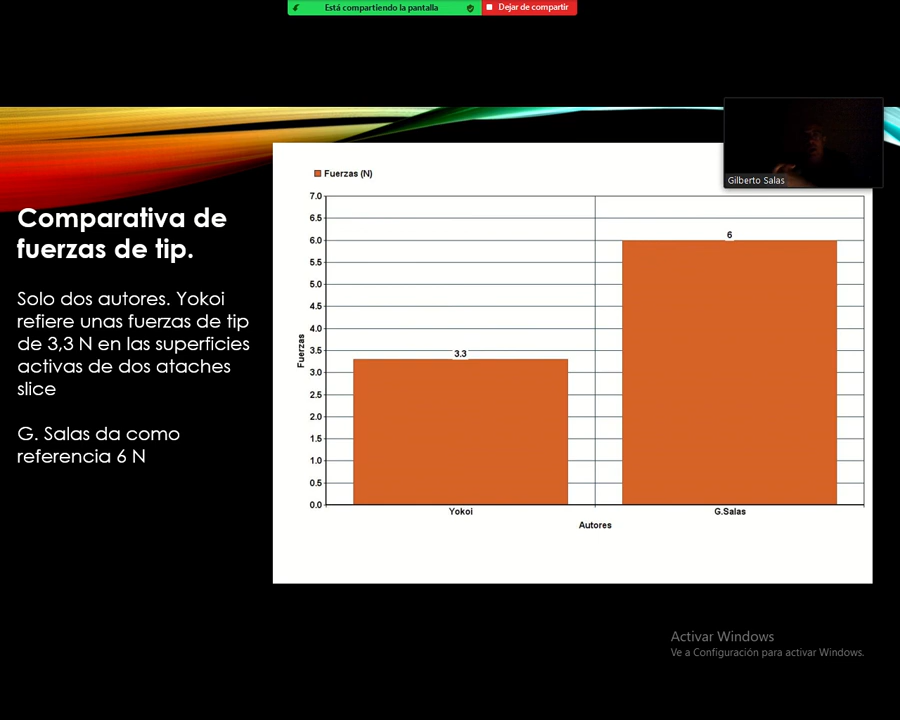 Está compartiendo la pantalla
Dejar de compartir
Gilberto Salas
Comparativa de
fuerzas de tip.
Solo dos autores. Yokoi
refiere unas fuerzas de tip
de 3,3 N en las superficies
activas de dos ataches
slice
G. Salas da como
referencia 6 N
Fuerzas (N)
7.0
6.5
6.0
5.5
5.0
4.5
4.0
3.5
3.0
2.5
2.0
1.5
1.0
0.5
0.0
Fuerzas
3.3
6
Yokoi
G.Salas
Autores
Activar Windows
Ve a Configuración para activar Windows.